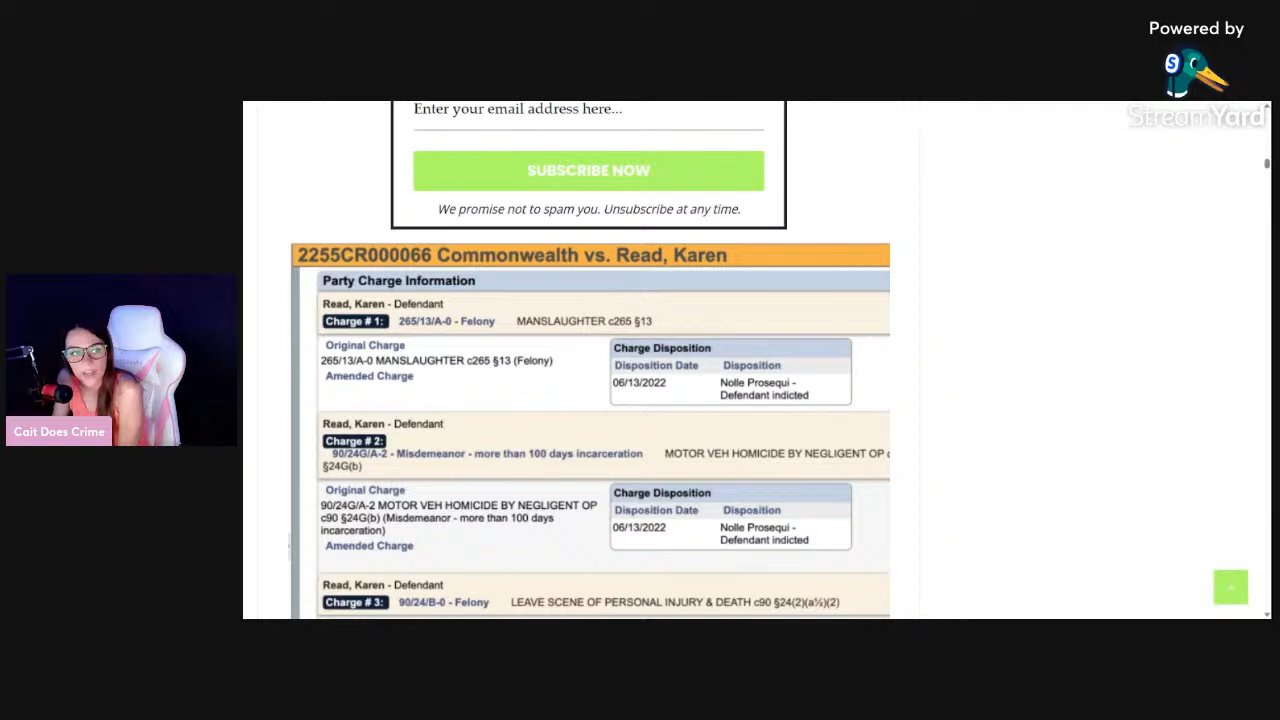 Powered by
S
StreamYard
Enter your email address here...
SUBSCRIBE NOW
We promise not to spam you. Unsubscribe at any time.
2255CR000066 Commonwealth vs. Read, Karen
Party Charge Information
Read, Karen - Defendant
Charge # 1: 265/13/A-0 - Felony MANSLAUGHTER c265 §13
Original Charge
265/13/A-0 MANSLAUGHTER c265 §13 (Felony)
Amended Charge
Charge Disposition
Disposition Date Disposition
06/13/2022 Nolle Prosequi -
Defendant indicted
Read, Karen - Defendant
Charge # 2:
90/24G/A-2 - Misdemeanor - more than 100 days incarceration MOTOR VEH HOMICIDE BY NEGLIGENT OP c
§24G(b)
Original Charge
90/24G/A-2 MOTOR VEH HOMICIDE BY NEGLIGENT OP
c90 §24G(b) (Misdemeanor - more than 100 days
incarceration)
Amended Charge
Charge Disposition
Disposition Date Disposition
06/13/2022 Nolle Prosequi -
Defendant indicted
Read, Karen - Defendant
Charge # 3: 90/24/B-0 - Felony LEAVE SCENE OF PERSONAL INJURY & DEATH c90 §24(2)(a½)(2)
Cait Does Crime